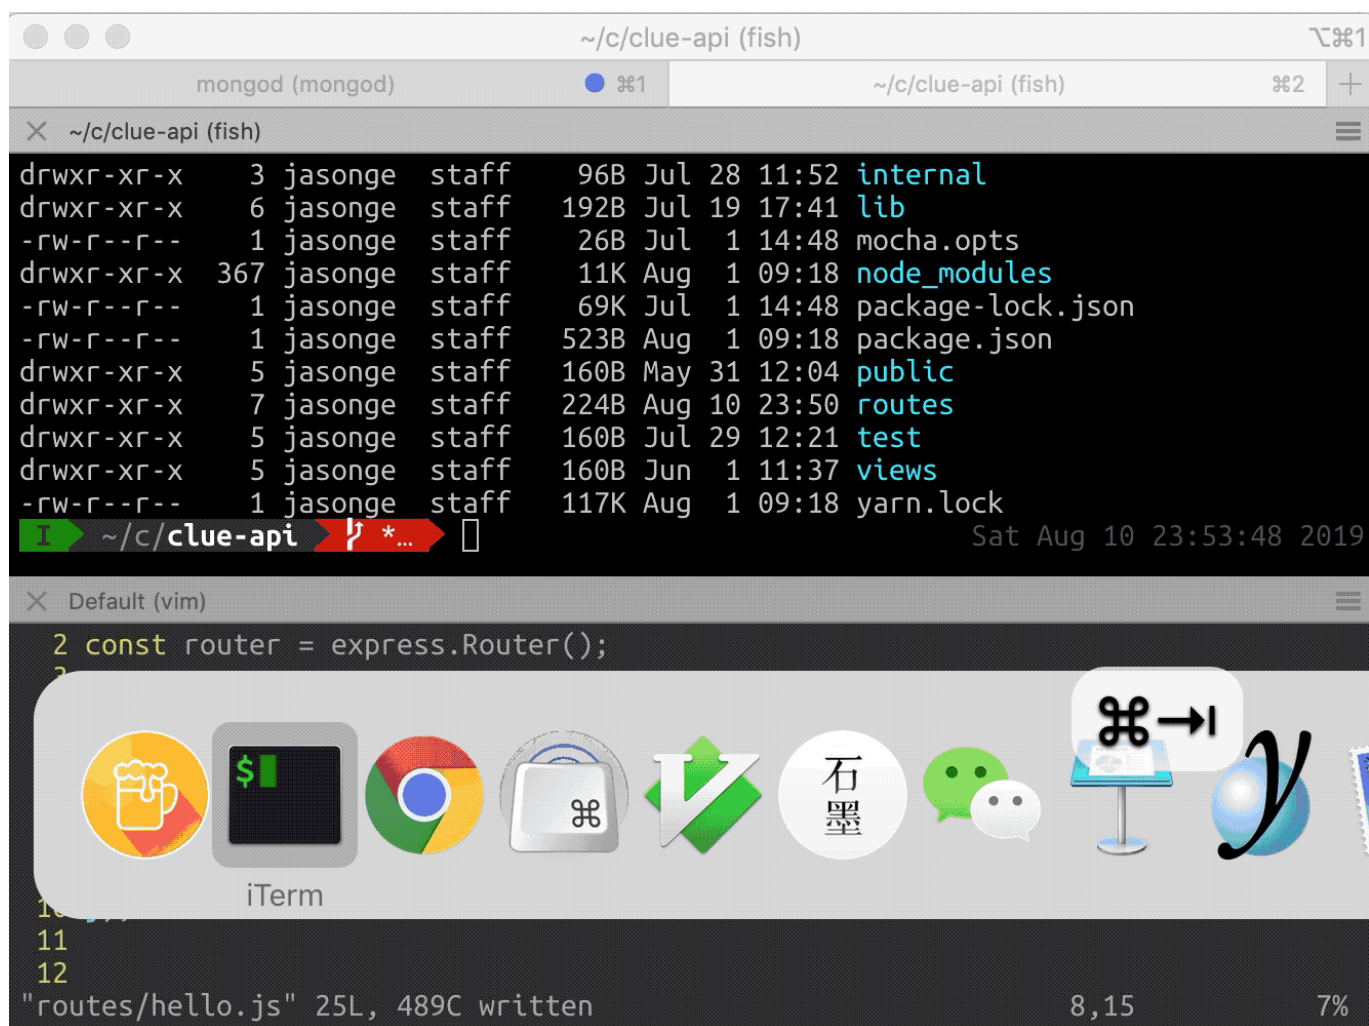 ~/c/clue-api (fish) ⌥⌘1
mongod (mongod) ⌘1 ~/c/clue-api (fish) ⌘2 +
~/c/clue-api (fish)
drwxr-xr-x 3 jasonge staff 96B Jul 28 11:52 internal
drwxr-xr-x 6 jasonge staff 192B Jul 19 17:41 lib
-rw-r--r-- 1 jasonge staff 26B Jul 1 14:48 mocha.opts
drwxr-xr-x 367 jasonge staff 11K Aug 1 09:18 node_modules
-rw-r--r-- 1 jasonge staff 69K Jul 1 14:48 package-lock.json
-rw-r--r-- 1 jasonge staff 523B Aug 1 09:18 package.json
drwxr-xr-x 5 jasonge staff 160B May 31 12:04 public
drwxr-xr-x 7 jasonge staff 224B Aug 10 23:50 routes
drwxr-xr-x 5 jasonge staff 160B Jul 29 12:21 test
drwxr-xr-x 5 jasonge staff 160B Jun 1 11:37 views
-rw-r--r-- 1 jasonge staff 117K Aug 1 09:18 yarn.lock
I ~/c/clue-api *… Sat Aug 10 23:53:48 2019
Default (vim)
2 const router = express.Router();
⌘⇥
$ ⌘ 石墨 y
iTerm
11
12
"routes/hello.js" 25L, 489C written 8,15 7%